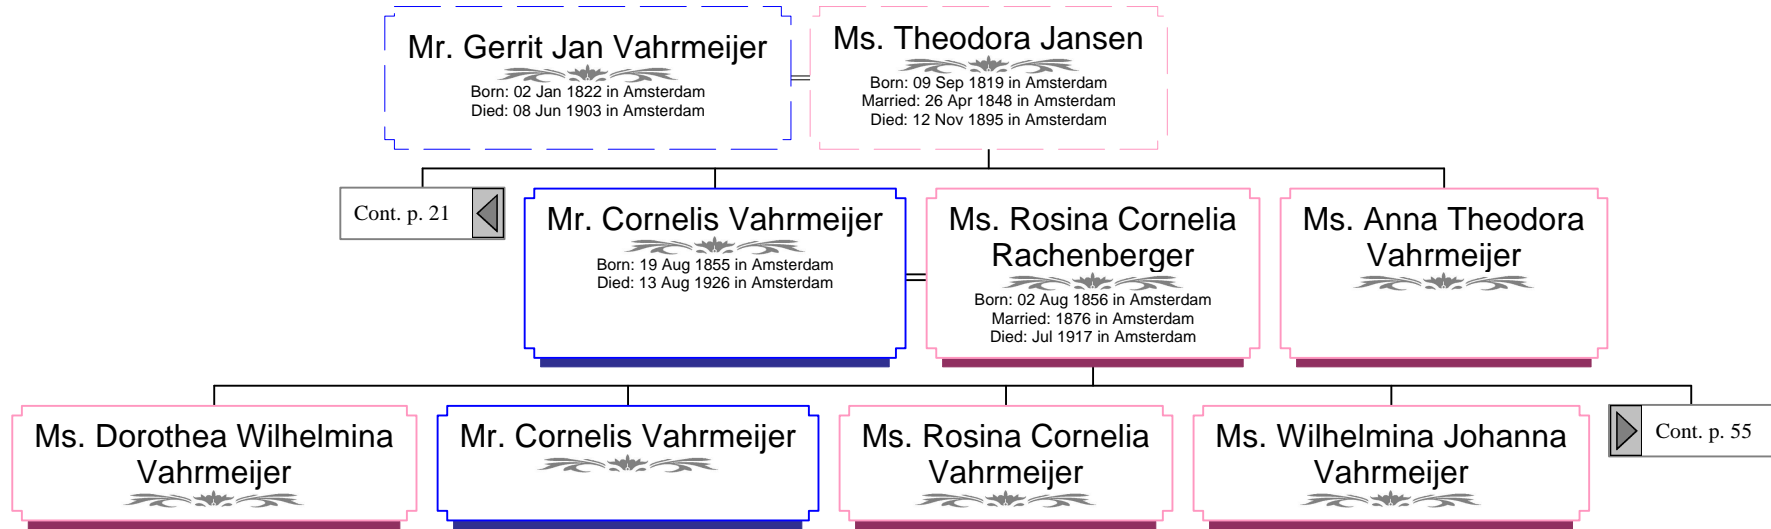 Mr. Gerrit Jan Vahrmeijer
Born: 02 Jan 1822 in Amsterdam
Died: 08 Jun 1903 in Amsterdam
Ms. Theodora Jansen
Born: 09 Sep 1819 in Amsterdam
Married: 26 Apr 1848 in Amsterdam
Died: 12 Nov 1895 in Amsterdam
Cont. p. 21
Mr. Cornelis Vahrmeijer
Born: 19 Aug 1855 in Amsterdam
Died: 13 Aug 1926 in Amsterdam
Ms. Rosina Cornelia
Rachenberger
Born: 02 Aug 1856 in Amsterdam
Married: 1876 in Amsterdam
Died: Jul 1917 in Amsterdam
Ms. Anna Theodora
Vahrmeijer
Ms. Dorothea Wilhelmina
Vahrmeijer
Mr. Cornelis Vahrmeijer
Ms. Rosina Cornelia
Vahrmeijer
Ms. Wilhelmina Johanna
Vahrmeijer
Cont. p. 55